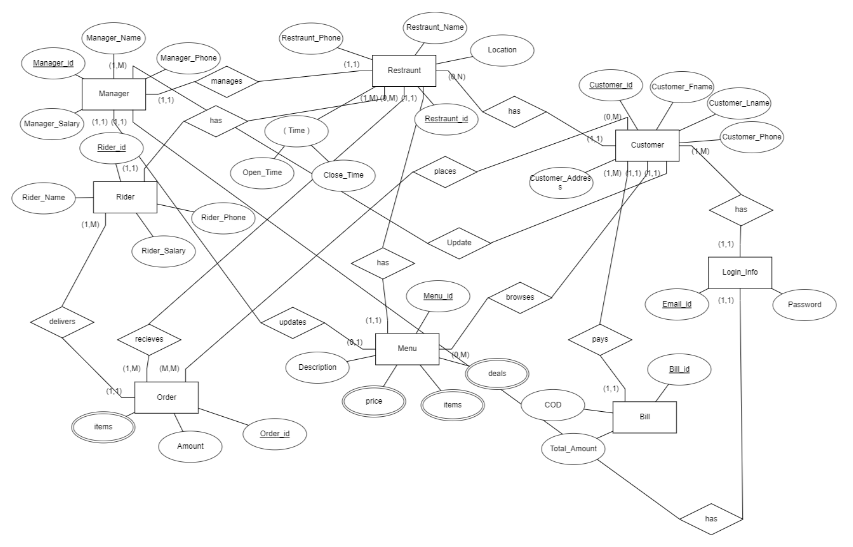 Restraunt_Name
Manager_Name
Restraunt_Phone
Location
Manager_Phone
Manager_id
(1,M)
(1,1)
Restraunt
(0,N)
manages
Customer_id
Customer_Fname
Manager
(1,1)
(1,M)
(0,M)
(1,1)
Customer_Lname
Manager_Salary
(1,1)
(1,1)
has
( Time )
Restraunt_id
has
(0,M)
Customer_Phone
(1,1)
Customer
(1,M)
Rider_id
(1,1)
Open_Time
Close_Time
places
Customer_Addres
s
(1,M)
(1,1)
(1,1)
Rider_Name
Rider
Rider_Phone
(1,M)
has
Rider_Salary
Update
(1,1)
has
Login_Info
Menu_id
browses
Email_id
Password
(1,1)
delivers
updates
(1,1)
recieves
(0,1)
Menu
(0,M)
pays
Description
deals
Bill_id
(1,M)
(M,M)
(1,1)
(1,1)
Order
price
items
COD
Bill
items
Amount
Order_id
Total_Amount
has